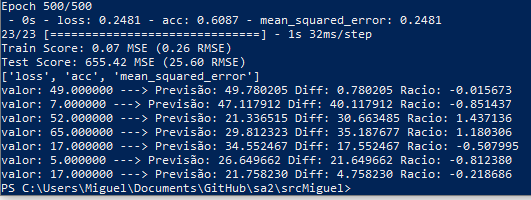 Epoch 500/500
- 0s - loss: 0.2481 - acc: 0.6087 - mean_squared_error: 0.2481
23/23 [==============================] - 1s 32ms/step
Train Score: 0.07 MSE (0.26 RMSE)
Test Score: 655.42 MSE (25.60 RMSE)
['loss', 'acc', 'mean_squared_error']
valor: 49.000000 ---> Previsão: 49.780205 Diff: 0.780205 Racio: -0.015673
valor: 7.000000 ---> Previsão: 47.117912 Diff: 40.117912 Racio: -0.851437
valor: 52.000000 ---> Previsão: 21.336515 Diff: 30.663485 Racio: 1.437136
valor: 65.000000 ---> Previsão: 29.812323 Diff: 35.187677 Racio: 1.180306
valor: 17.000000 ---> Previsão: 34.552467 Diff: 17.552467 Racio: -0.507995
valor: 5.000000 ---> Previsão: 26.649662 Diff: 21.649662 Racio: -0.812380
valor: 17.000000 ---> Previsão: 21.758230 Diff: 4.758230 Racio: -0.218686
PS C:\Users\Miguel\Documents\GitHub\sa2\srcMiguel>